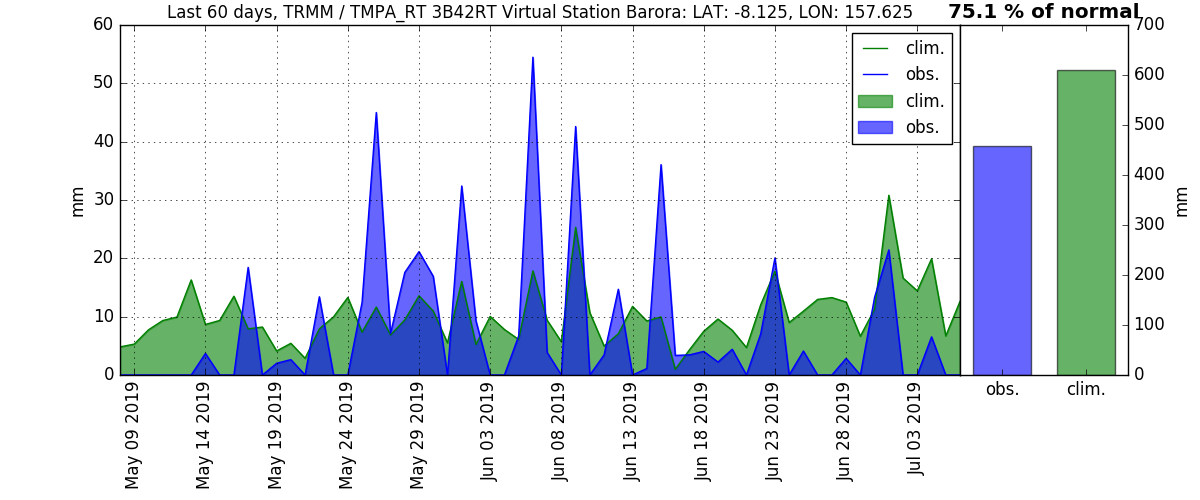 Last 60 days, TRMM / TMPA_RT 3B42RT Virtual Station Barora: LAT: -8.125, LON: 157.625
75.1 % of normal
60
50
40
30
20
10
0
mm
clim.
obs.
clim.
obs.
700
600
500
400
300
200
100
0
mm
May 09 2019
May 14 2019
May 19 2019
May 24 2019
May 29 2019
Jun 03 2019
Jun 08 2019
Jun 13 2019
Jun 18 2019
Jun 23 2019
Jun 28 2019
Jul 03 2019
obs.
clim.